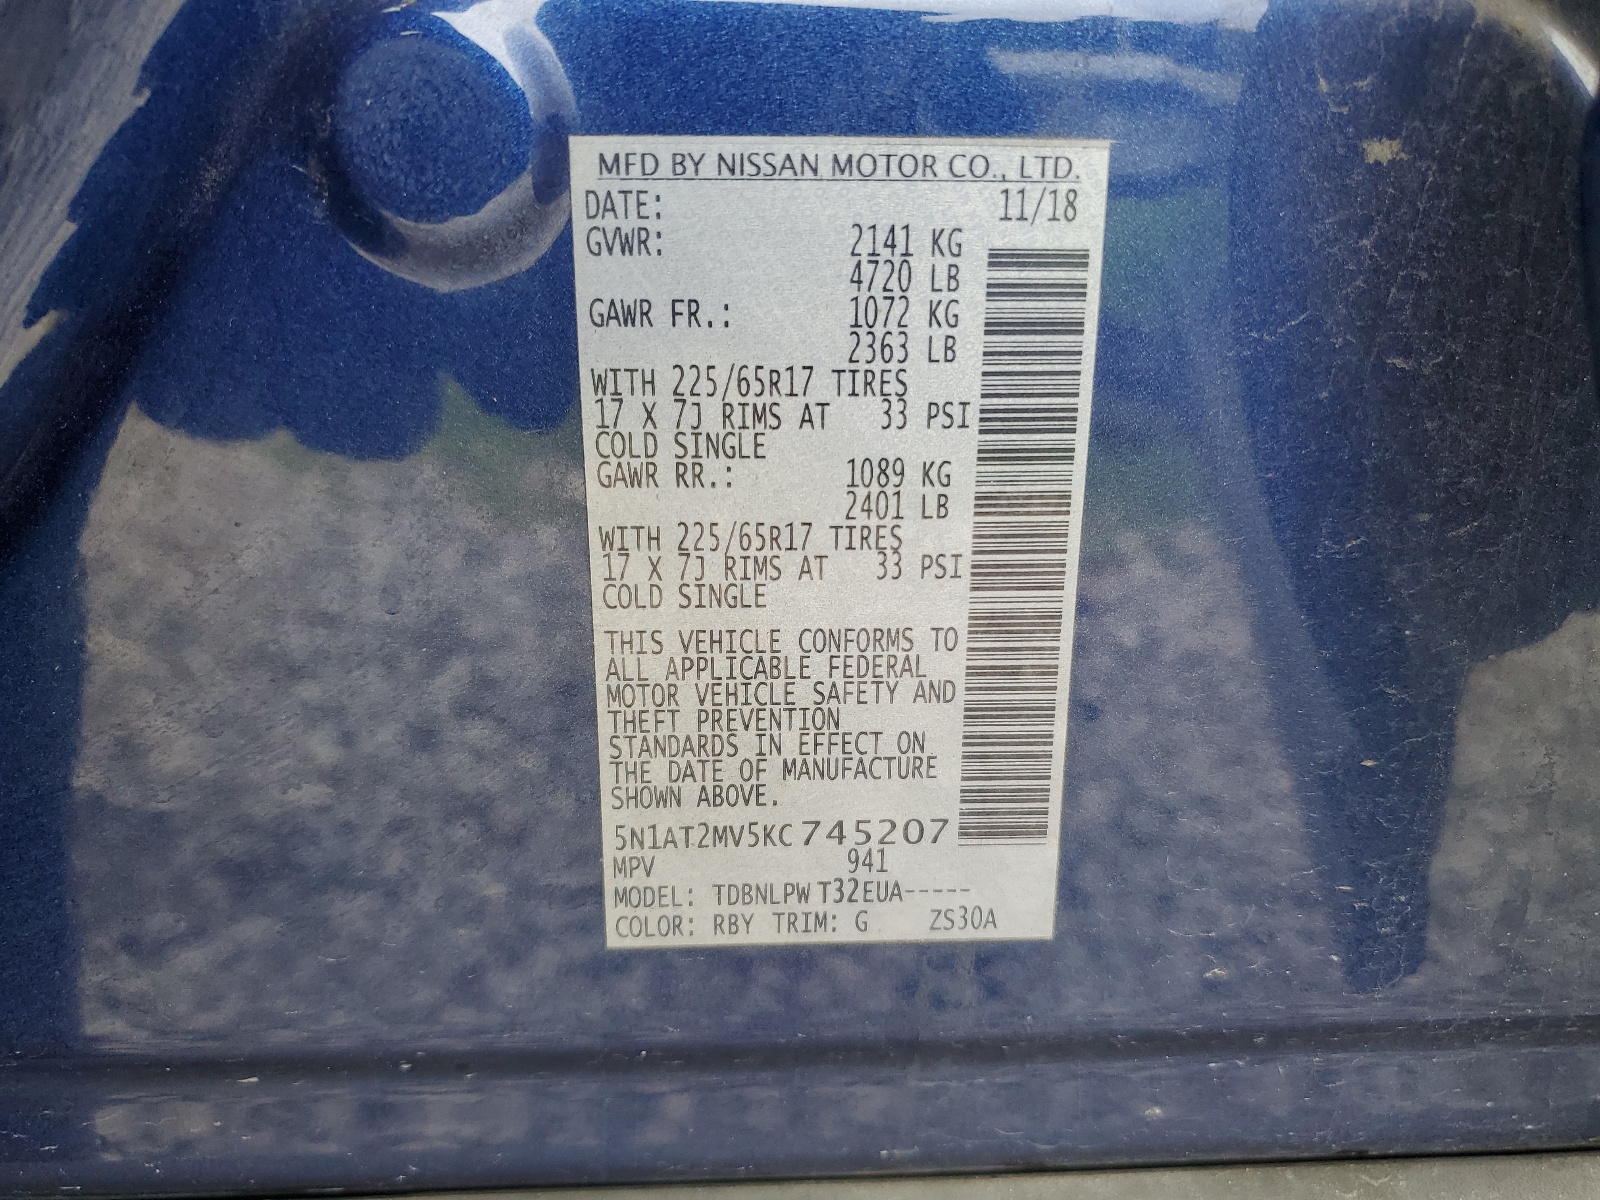 MFD BY NISSAN MOTOR CO., LTD.
DATE: 11/18
GVWR: 2141 KG
4720 LB
GAWR FR.: 1072 KG
2363 LB
WITH 225/65R17 TIRES
17 X 7J RIMS AT 33 PSI
COLD SINGLE
GAWR RR.: 1089 KG
2401 LB
WITH 225/65R17 TIRES
17 X 7J RIMS AT 33 PSI
COLD SINGLE
THIS VEHICLE CONFORMS TO
ALL APPLICABLE FEDERAL
MOTOR VEHICLE SAFETY AND
THEFT PREVENTION
STANDARDS IN EFFECT ON
THE DATE OF MANUFACTURE
SHOWN ABOVE.
5N1AT2MV5KC745207
MPV 941
MODEL: TDBNLPW T32EUA-----
COLOR: RBY TRIM: G ZS30A